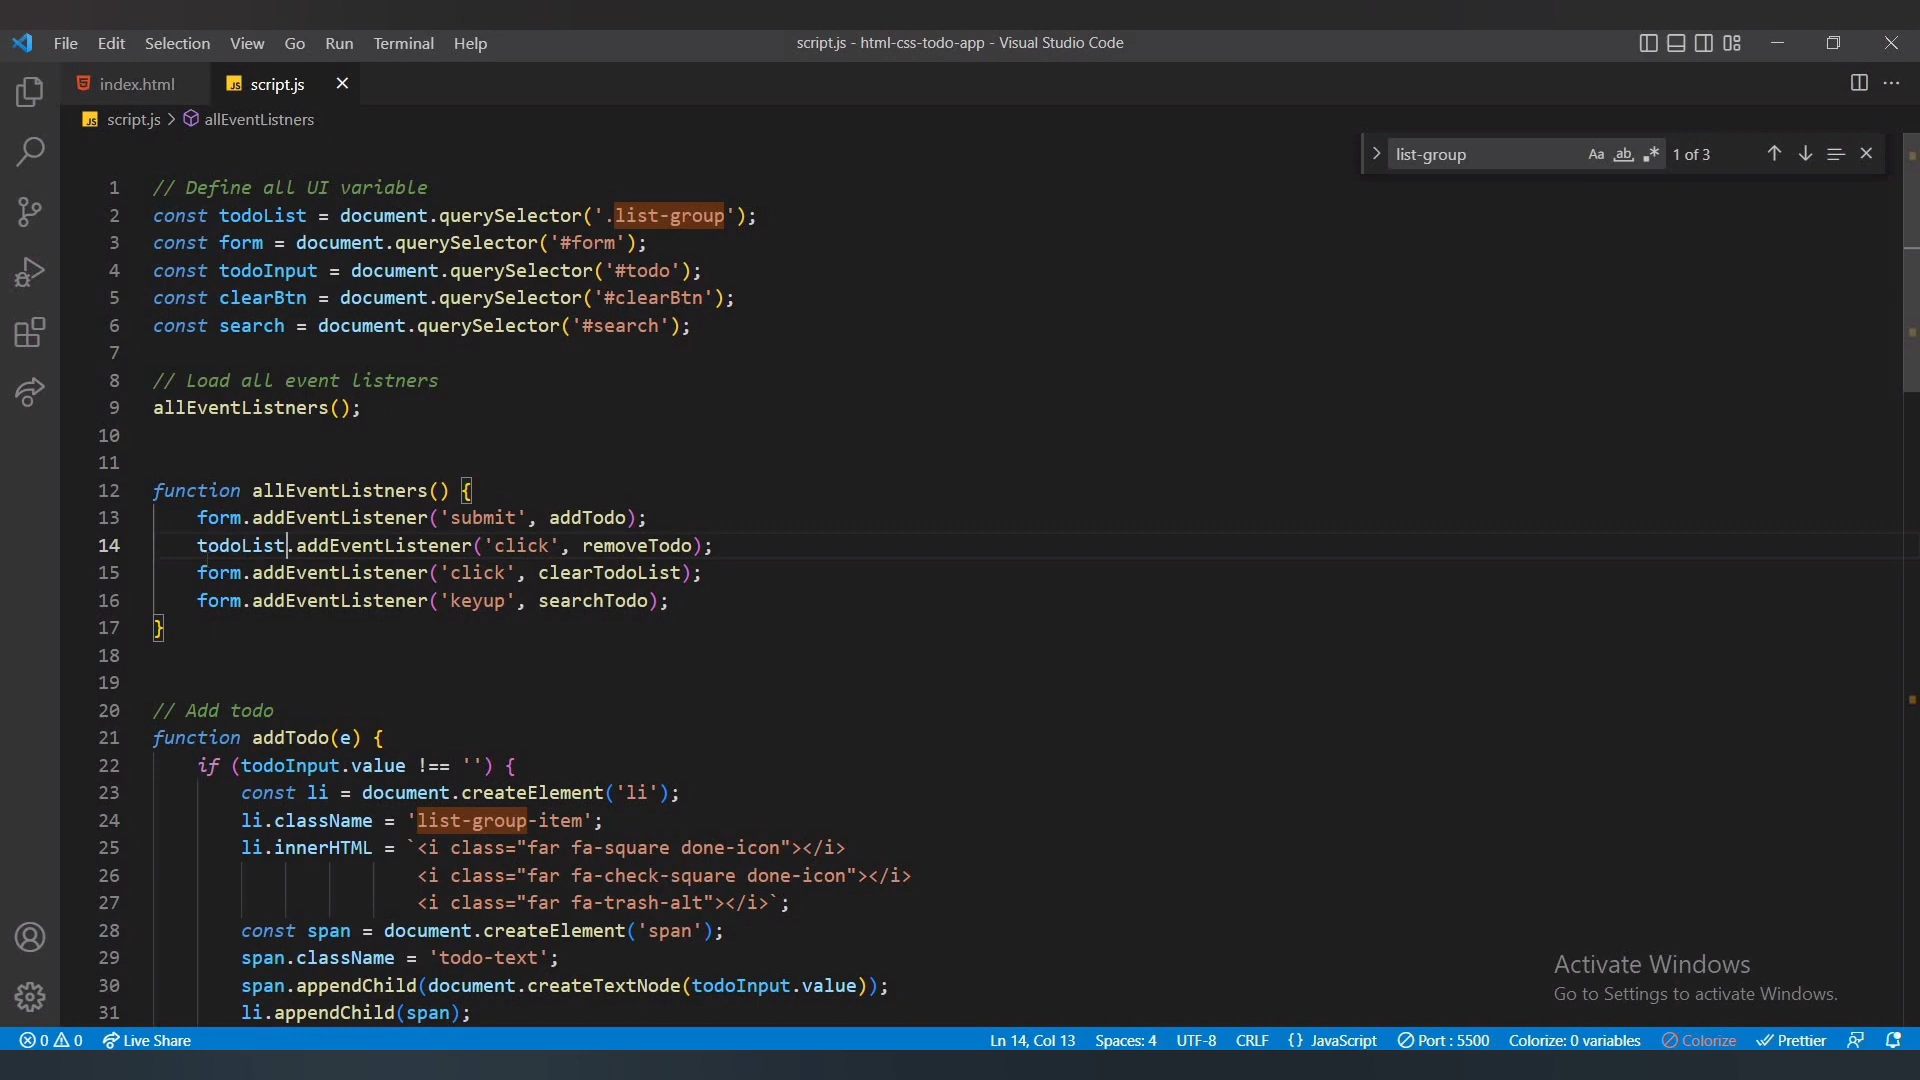 File Edit Selection View Go Run Terminal Help script.js - html-css-todo-app - Visual Studio Code
index.html script.js
JS script.js > allEventListners
list-group Aa ab 1 of 3
1 // Define all UI variable
2 const todoList = document.querySelector('.list-group');
3 const form = document.querySelector('#form');
4 const todoInput = document.querySelector('#todo');
5 const clearBtn = document.querySelector('#clearBtn');
6 const search = document.querySelector('#search');
7
8 // Load all event listners
9 allEventListners();
10
11
12 function allEventListners() {
13 form.addEventListener('submit', addTodo);
14 todoList.addEventListener('click', removeTodo);
15 form.addEventListener('click', clearTodoList);
16 form.addEventListener('keyup', searchTodo);
17 }
18
19
20 // Add todo
21 function addTodo(e) {
22 if (todoInput.value !== '') {
23 const li = document.createElement('li');
24 li.className = 'list-group-item';
25 li.innerHTML = `<i class="far fa-square done-icon"></i>
26 <i class="far fa-check-square done-icon"></i>
27 <i class="far fa-trash-alt"></i>`;
28 const span = document.createElement('span');
29 span.className = 'todo-text';
30 span.appendChild(document.createTextNode(todoInput.value));
31 li.appendChild(span);
Activate Windows
Go to Settings to activate Windows.
0 0 Live Share Ln 14, Col 13 Spaces: 4 UTF-8 CRLF {} JavaScript Port : 5500 Colorize: 0 variables Colorize Prettier